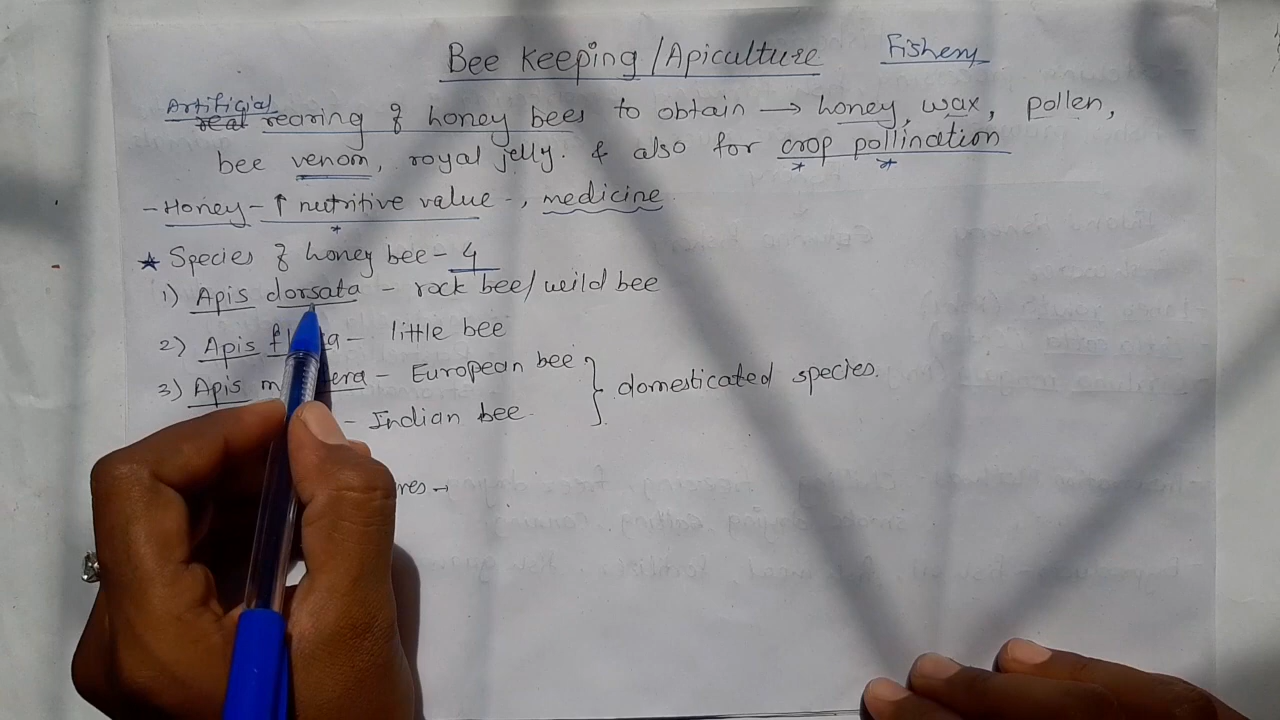 Bee Keeping / Apiculture
Fishery
Artificial
real rearing of honey bees to obtain → honey, wax, pollen,
bee venom, royal jelly. & also for crop pollination
- Honey - ↑ nutritive value -, medicine
★ Species of honey bee - 4
1) Apis dorsata - rock bee/ wild bee
2) Apis - little bee
3) Apis - European bee } domesticated species.
- Indian bee.